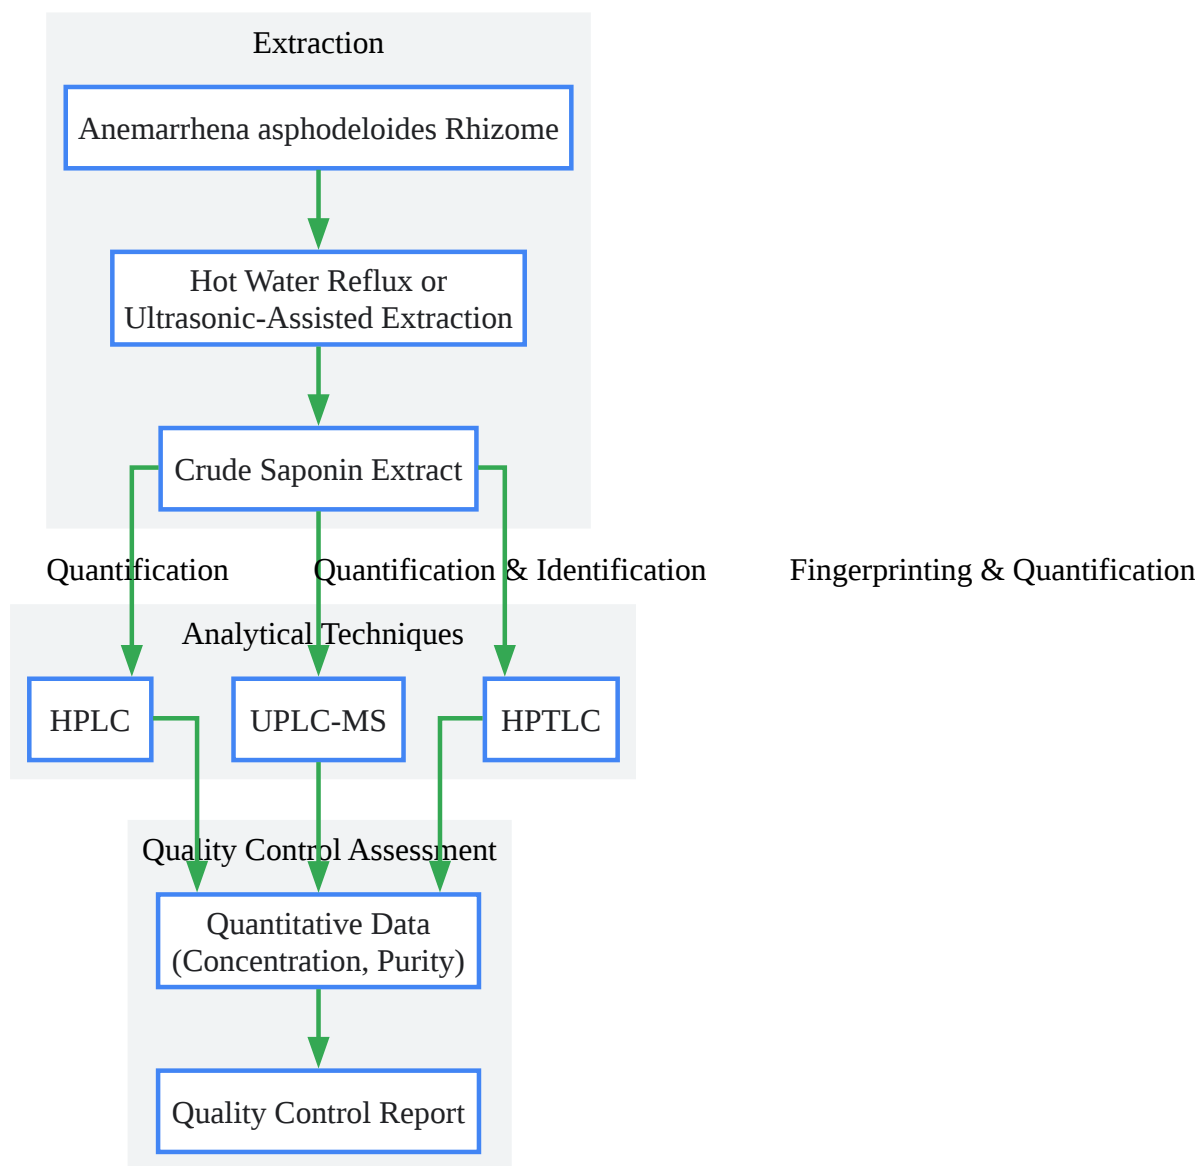 Extraction
Anemarrhena asphodeloides Rhizome
Hot Water Reflux or
Ultrasonic-Assisted Extraction
Crude Saponin Extract
Quantification
Quantification & Identification
Fingerprinting & Quantification
Analytical Techniques
HPLC
UPLC-MS
HPTLC
Quality Control Assessment
Quantitative Data
(Concentration, Purity)
Quality Control Report